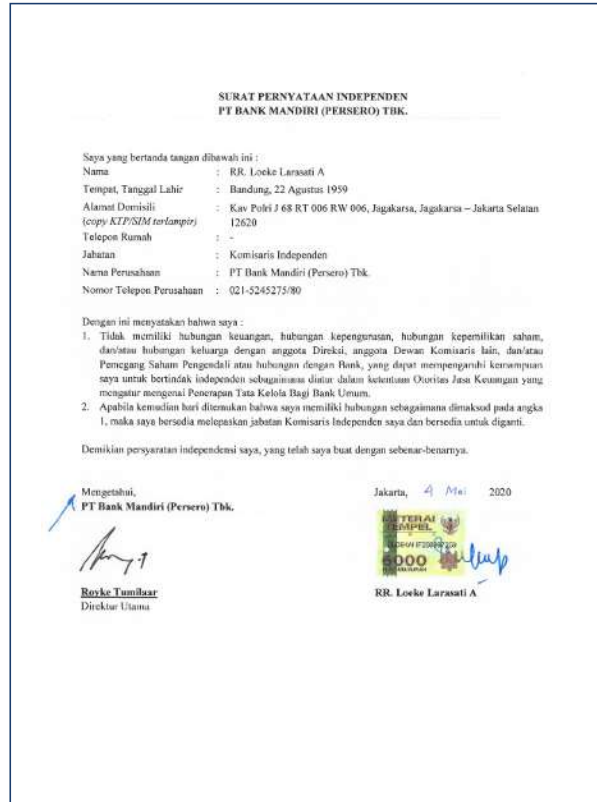 SURAT PERNYATAAN INDEPENDEN
PT BANK MANDIRI (PERSERO) TBK.
Saya yang bertanda tangan dibawah ini :
Nama : RR. Loeke Larasati A
Tempat, Tanggal Lahir : Bandung, 22 Agustus 1959
Alamat Domisili : Kav Polri J 68 RT 006 RW 006, Jagakarsa, Jagakarsa – Jakarta Selatan
(copy KTP/SIM terlampir) 12620
Telepon Rumah : -
Jabatan : Komisaris Independen
Nama Perusahaan : PT Bank Mandiri (Persero) Tbk.
Nomor Telepon Perusahaan : 021-5245275/80
Dengan ini menyatakan bahwa saya :
1. Tidak memiliki hubungan keuangan, hubungan kepengurusan, hubungan kepemilikan saham,
dan/atau hubungan keluarga dengan anggota Direksi, anggota Dewan Komisaris lain, dan/atau
Pemegang Saham Pengendali atau hubungan dengan Bank, yang dapat mempengaruhi kemampuan
saya untuk bertindak independen sebagaimana diatur dalam ketentuan Otoritas Jasa Keuangan yang
mengatur mengenai Penerapan Tata Kelola Bagi Bank Umum.
2. Apabila kemudian hari ditemukan bahwa saya memiliki hubungan sebagaimana dimaksud pada angka
1, maka saya bersedia melepaskan jabatan Komisaris Independen saya dan bersedia untuk diganti.
Demikian persyaratan independensi saya, yang telah saya buat dengan sebenar-benarnya.
Mengetahui, Jakarta, 4 Mei 2020
PT Bank Mandiri (Persero) Tbk.
METERAI
TEMPEL
6000
Royke Tumilaar RR. Loeke Larasati A
Direktur Utama